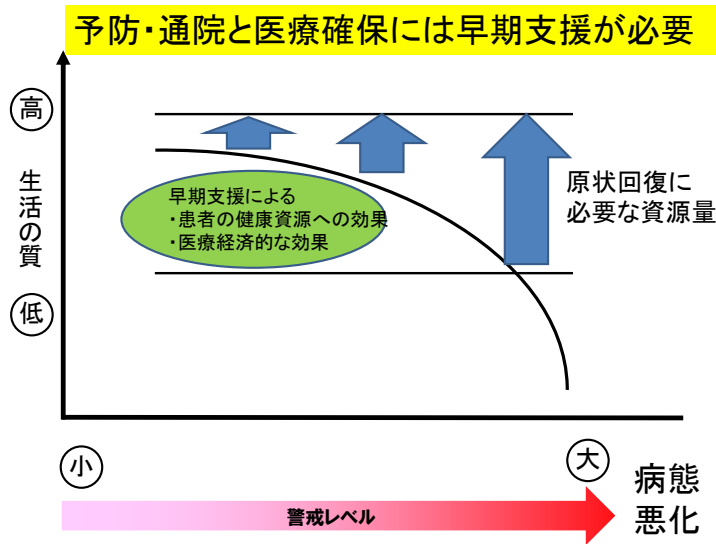 予防・通院と医療確保には早期支援が必要
高
生活の質
低
早期支援による
・患者の健康資源への効果
・医療経済的な効果
原状回復に
必要な資源量
小
大
病態
悪化
警戒レベル